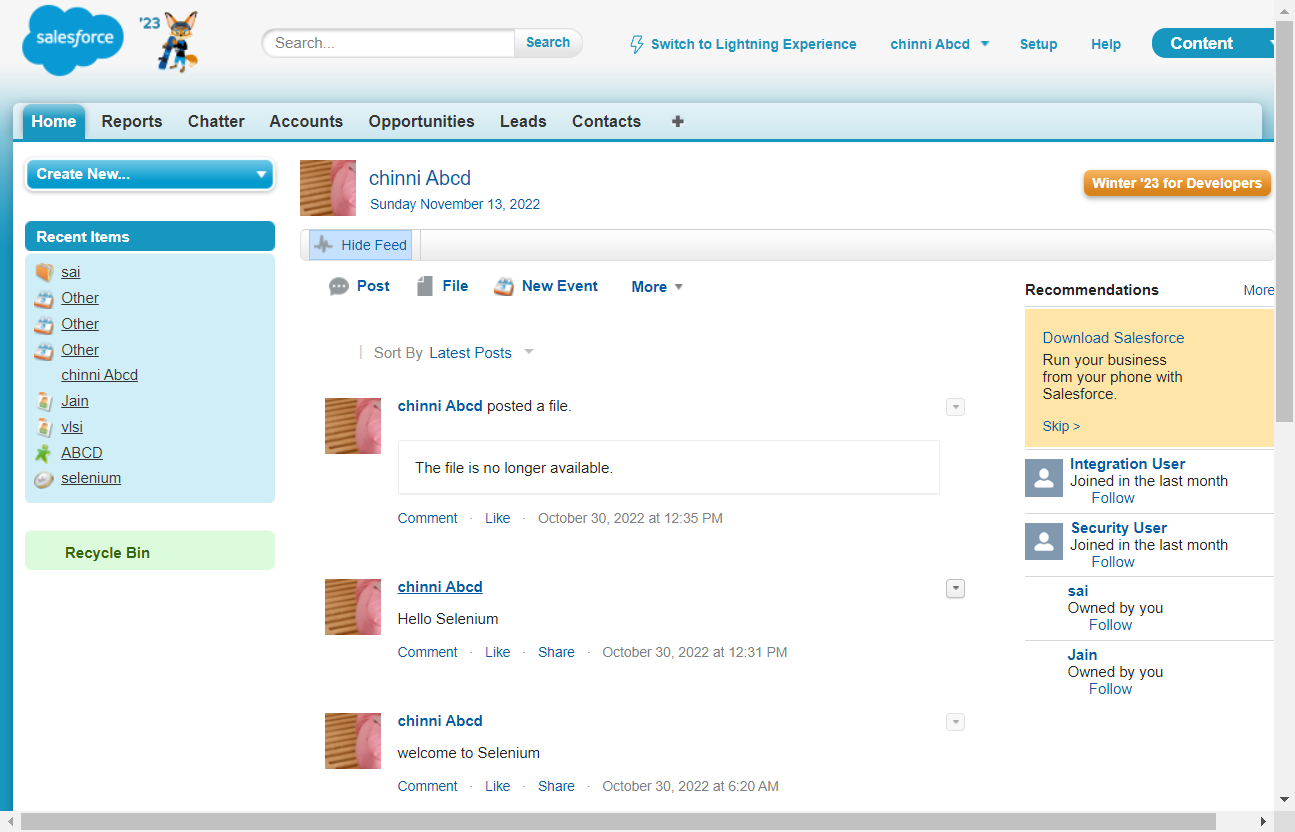 salesforce
'23
Search...
Search
Switch to Lightning Experience
chinni Abcd
Setup
Help
Content
Home
Reports
Chatter
Accounts
Opportunities
Leads
Contacts
+
Create New...
chinni Abcd
Sunday November 13, 2022
Winter '23 for Developers
Recent Items
sai
Other
Other
Other
chinni Abcd
Jain
vlsi
ABCD
selenium
Recycle Bin
Hide Feed
Post
File
New Event
More
Sort By Latest Posts
chinni Abcd posted a file.
The file is no longer available.
Comment · Like · October 30, 2022 at 12:35 PM
chinni Abcd
Hello Selenium
Comment · Like · Share · October 30, 2022 at 12:31 PM
chinni Abcd
welcome to Selenium
Comment · Like · Share · October 30, 2022 at 6:20 AM
Recommendations
More
Download Salesforce
Run your business
from your phone with
Salesforce.
Skip >
Integration User
Joined in the last month
Follow
Security User
Joined in the last month
Follow
sai
Owned by you
Follow
Jain
Owned by you
Follow